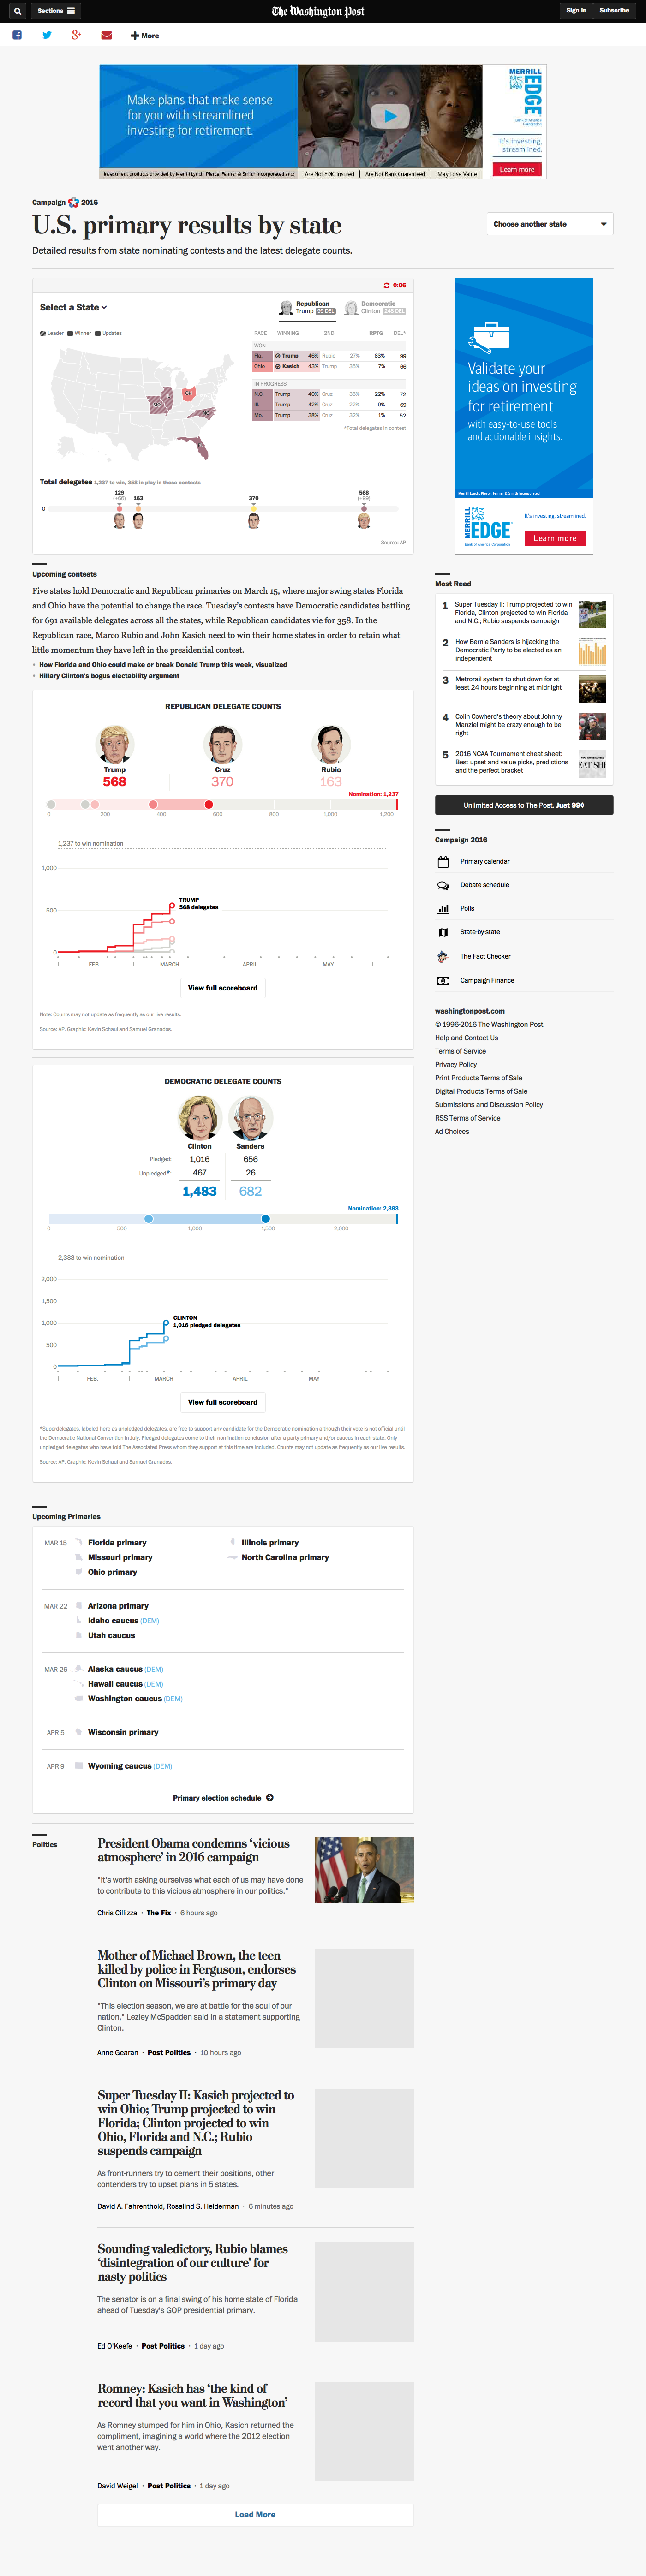 Sections
The Washington Post
Sign In
Subscribe
More
Make plans that make sense
for you with streamlined
investing for retirement.
MERRILL
EDGE
Bank of America
Corporation
It's investing,
streamlined.
Learn more
Investment products provided by Merrill Lynch, Pierce, Fenner & Smith Incorporated and:
Are Not FDIC Insured
Are Not Bank Guaranteed
May Lose Value
Campaign 2016
U.S. primary results by state
Choose another state
Detailed results from state nominating contests and the latest delegate counts.
0:06
Select a State
Republican
Trump 99 DEL
Democratic
Clinton
Leader Winner Updates
RACE WINNING 2ND RPTG DEL*
WON
Fla. Trump 46% Rubio 27% 83% 99
Ohio Kasich 43% Trump 35% 7% 66
IN PROGRESS
N.C. Trump 40% Cruz 36% 22% 72
Ill. Trump 42% Cruz 22% 9% 69
Mo. Trump 38% Cruz 32% 1% 52
*Total delegates in contest
Total delegates 1,237 to win, 358 in play in these contests
129
(+66)
163
370
568
(+99)
0
Source: AP
Validate your
ideas on investing
for retirement
with easy-to-use tools
and actionable insights.
Merrill Lynch, Pierce, Fenner & Smith Incorporated
MERRILL
EDGE
Bank of America Corporation
It's investing, streamlined.
Learn more
Upcoming contests
Five states hold Democratic and Republican primaries on March 15, where major swing states Florida
and Ohio have the potential to change the race. Tuesday's contests have Democratic candidates battling
for 691 available delegates across all the states, while Republican candidates vie for 358. In the
Republican race, Marco Rubio and John Kasich need to win their home states in order to retain what
little momentum they have left in the presidential contest.
How Florida and Ohio could make or break Donald Trump this week, visualized
Hillary Clinton's bogus electability argument
REPUBLICAN DELEGATE COUNTS
Trump
568
Cruz
370
Rubio
163
Nomination: 1,237
0 200 400 600 800 1,000 1,200
1,237 to win nomination
1,000
500
0
TRUMP
568 delegates
FEB. MARCH APRIL MAY
View full scoreboard
Note: Counts may not update as frequently as our live results.
Source: AP. Graphic: Kevin Schaul and Samuel Granados.
DEMOCRATIC DELEGATE COUNTS
Clinton Sanders
Pledged: 1,016 656
Unpledged*: 467 26
1,483 682
Nomination: 2,383
0 500 1,000 1,500 2,000
2,383 to win nomination
2,000
1,500
1,000
500
0
CLINTON
1,016 pledged delegates
FEB. MARCH APRIL MAY
View full scoreboard
*Superdelegates, labeled here as unpledged delegates, are free to support any candidate for the Democratic nomination although their vote is not official until
the Democratic National Convention in July. Pledged delegates come to their nomination conclusion after a party primary and/or caucus in each state. Only
unpledged delegates who have told The Associated Press whom they support at this time are included. Counts may not update as frequently as our live results.
Source: AP. Graphic: Kevin Schaul and Samuel Granados.
Upcoming Primaries
MAR 15
Florida primary
Illinois primary
Missouri primary
North Carolina primary
Ohio primary
MAR 22
Arizona primary
Idaho caucus (DEM)
Utah caucus
MAR 26
Alaska caucus (DEM)
Hawaii caucus (DEM)
Washington caucus (DEM)
APR 5
Wisconsin primary
APR 9
Wyoming caucus (DEM)
Primary election schedule
Politics
President Obama condemns 'vicious
atmosphere' in 2016 campaign
"It's worth asking ourselves what each of us may have done
to contribute to this vicious atmosphere in our politics."
Chris Cillizza · The Fix · 6 hours ago
Mother of Michael Brown, the teen
killed by police in Ferguson, endorses
Clinton on Missouri's primary day
"This election season, we are at battle for the soul of our
nation," Lezley McSpadden said in a statement supporting
Clinton.
Anne Gearan · Post Politics · 10 hours ago
Super Tuesday II: Kasich projected to
win Ohio; Trump projected to win
Florida; Clinton projected to win
Ohio, Florida and N.C.; Rubio
suspends campaign
As front-runners try to cement their positions, other
contenders try to upset plans in 5 states.
David A. Fahrenthold, Rosalind S. Helderman · 6 minutes ago
Sounding valedictory, Rubio blames
'disintegration of our culture' for
nasty politics
The senator is on a final swing of his home state of Florida
ahead of Tuesday's GOP presidential primary.
Ed O'Keefe · Post Politics · 1 day ago
Romney: Kasich has 'the kind of
record that you want in Washington'
As Romney stumped for him in Ohio, Kasich returned the
compliment, imagining a world where the 2012 election
went another way.
David Weigel · Post Politics · 1 day ago
Load More
Most Read
1 Super Tuesday II: Trump projected to win
Florida, Clinton projected to win Florida
and N.C.; Rubio suspends campaign
2 How Bernie Sanders is hijacking the
Democratic Party to be elected as an
independent
3 Metrorail system to shut down for at
least 24 hours beginning at midnight
4 Colin Cowherd's theory about Johnny
Manziel might be crazy enough to be
right
5 2016 NCAA Tournament cheat sheet:
Best upset and value picks, predictions
and the perfect bracket
EAT SHE
Unlimited Access to The Post. Just 99¢
Campaign 2016
Primary calendar
Debate schedule
Polls
State-by-state
The Fact Checker
Campaign Finance
washingtonpost.com
© 1996-2016 The Washington Post
Help and Contact Us
Terms of Service
Privacy Policy
Print Products Terms of Sale
Digital Products Terms of Sale
Submissions and Discussion Policy
RSS Terms of Service
Ad Choices